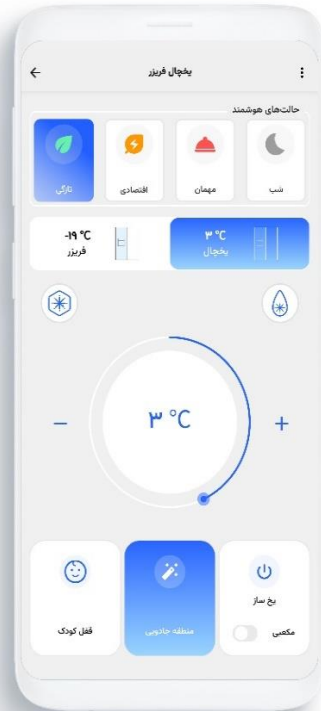 یخچال فریزر
حالت‌های هوشمند
شب
مهمان
اقتصادی
تازگی
۳ °C
یخچال
-۱۹ °C
فریزر
۳ °C
یخ ساز
مکعبی
منطقه جادویی
قفل کودک